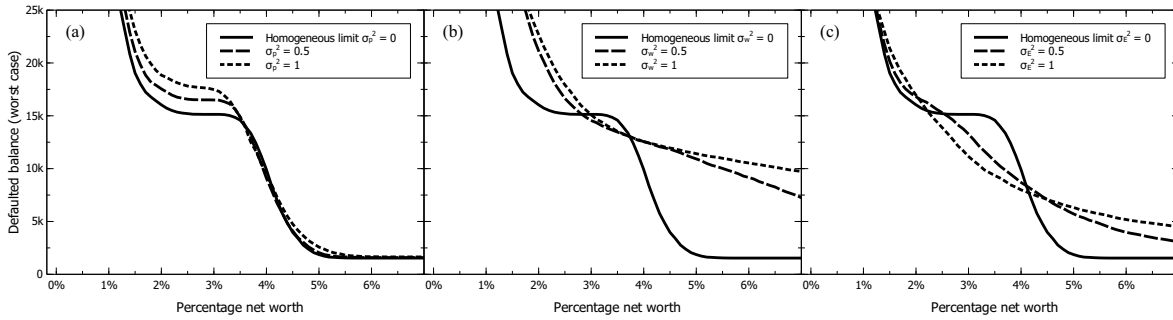 Defaulted balance (worst case)
25k
20k
15k
10k
5k
0
(a)
Homogeneous limit σp² = 0
σp² = 0.5
σp² = 1
0% 1% 2% 3% 4% 5% 6%
Percentage net worth
(b)
Homogeneous limit σw² = 0
σw² = 0.5
σw² = 1
0% 1% 2% 3% 4% 5% 6%
Percentage net worth
(c)
Homogeneous limit σE² = 0
σE² = 0.5
σE² = 1
0% 1% 2% 3% 4% 5% 6%
Percentage net worth